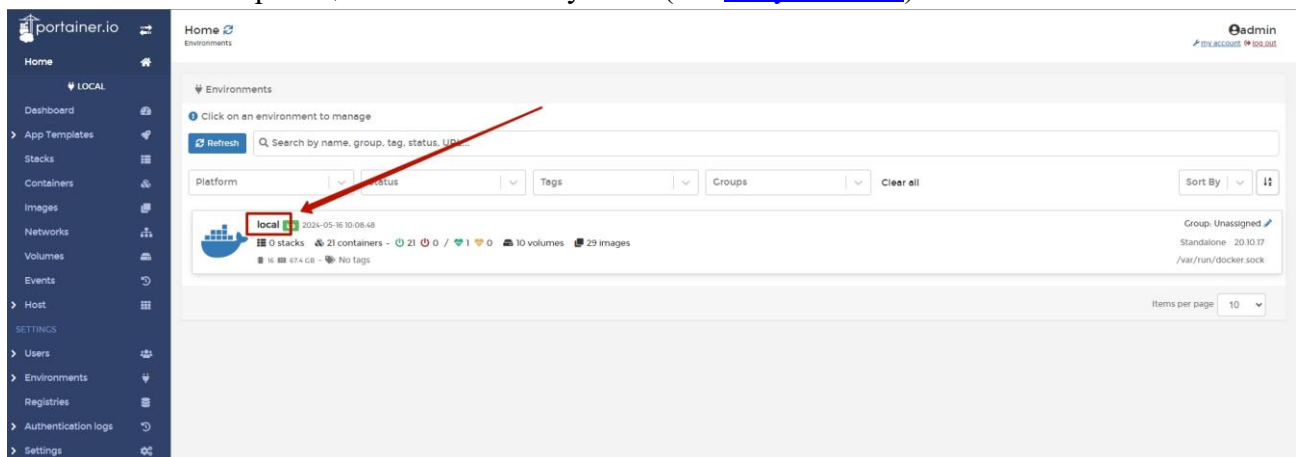 portainer.io
Home
LOCAL
Dashboard
App Templates
Stacks
Containers
Images
Networks
Volumes
Events
Host
SETTINGS
Users
Environments
Registries
Authentication logs
Settings
Home
Environments
admin
my account log out
Environments
Click on an environment to manage
Refresh
Search by name, group, tag, status, URL...
Platform Status Tags Groups Clear all Sort By
local 2024-05-16 10:08:48 Group: Unassigned
0 stacks 21 containers - 21 0 / 1 0 10 volumes 29 images Standalone 20.10.17
16 67.4 GB - No tags /var/run/docker.sock
Items per page 10